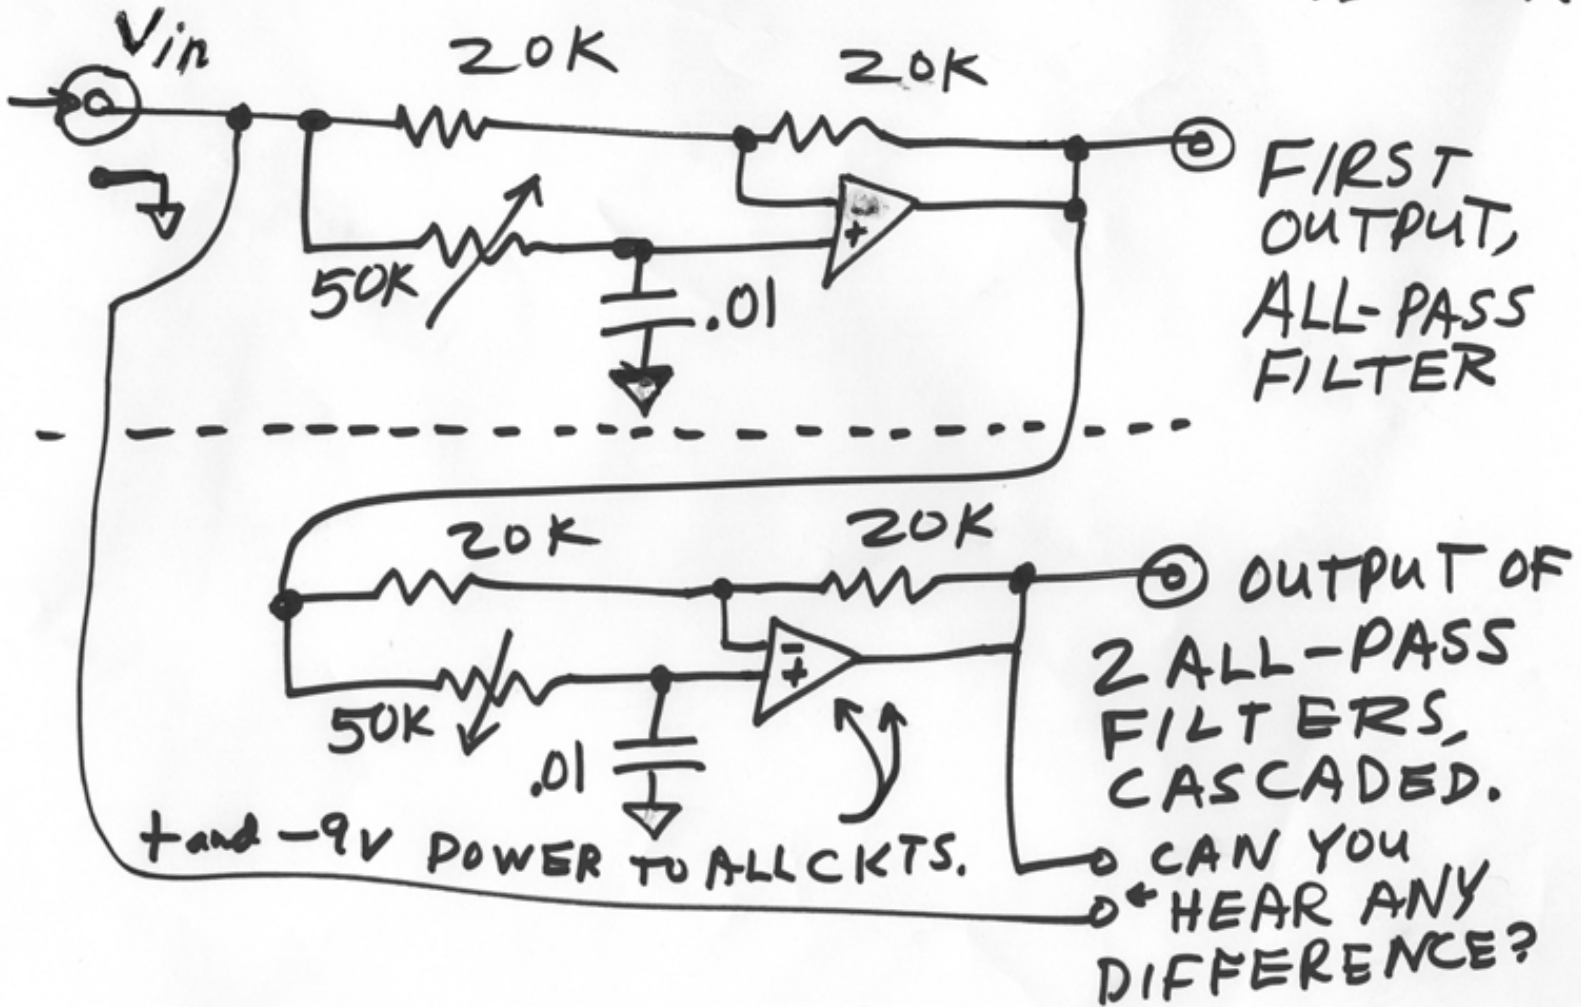 Vin
20K
20K
50K
.01
-
+
FIRST
OUTPUT,
ALL-PASS
FILTER
20K
20K
50K
.01
-
+
OUTPUT OF
2 ALL-PASS
FILTERS,
CASCADED.
+ and -9V POWER TO ALL CKTS.
CAN YOU
HEAR ANY
DIFFERENCE?